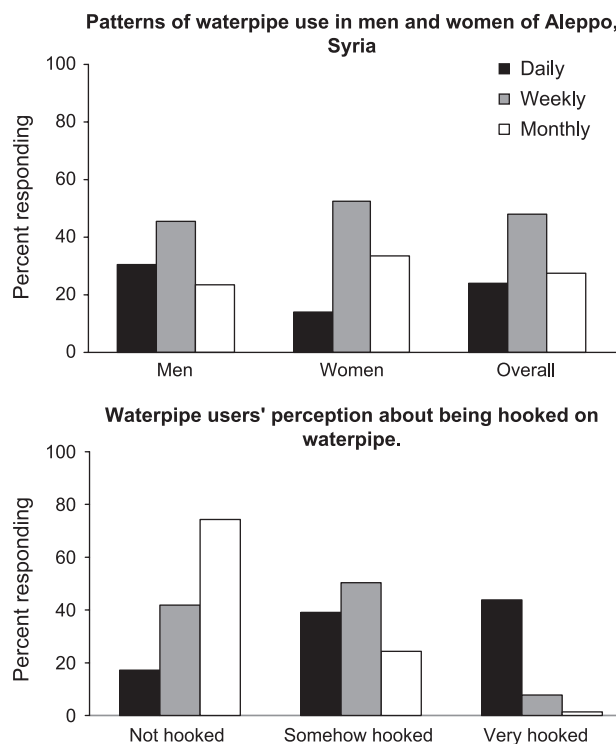 Patterns of waterpipe use in men and women of Aleppo,
Syria
100
80
60
40
20
0
Percent responding
Daily
Weekly
Monthly
Men Women Overall
Waterpipe users' perception about being hooked on
waterpipe.
100
80
60
40
20
0
Percent responding
Not hooked Somehow hooked Very hooked